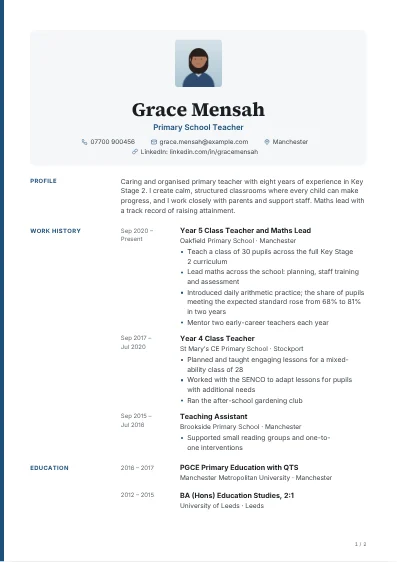 Grace Mensah
Primary School Teacher
07700 900456 grace.mensah@example.com Manchester
LinkedIn: linkedin.com/in/gracemensah
PROFILE
Caring and organised primary teacher with eight years of experience in Key
Stage 2. I create calm, structured classrooms where every child can make
progress, and I work closely with parents and support staff. Maths lead with
a track record of raising attainment.
WORK HISTORY
Sep 2020 –
Present
Year 5 Class Teacher and Maths Lead
Oakfield Primary School · Manchester
• Teach a class of 30 pupils across the full Key Stage
2 curriculum
• Lead maths across the school: planning, staff training
and assessment
• Introduced daily arithmetic practice; the share of pupils
meeting the expected standard rose from 68% to 81%
in two years
• Mentor two early-career teachers each year
Sep 2017 –
Jul 2020
Year 4 Class Teacher
St Mary's CE Primary School · Stockport
• Planned and taught engaging lessons for a mixed-
ability class of 28
• Worked with the SENCO to adapt lessons for pupils
with additional needs
• Ran the after-school gardening club
Sep 2015 –
Jul 2016
Teaching Assistant
Brookside Primary School · Manchester
• Supported small reading groups and one-to-
one interventions
EDUCATION
2016 – 2017
PGCE Primary Education with QTS
Manchester Metropolitan University · Manchester
2012 – 2015
BA (Hons) Education Studies, 2:1
University of Leeds · Leeds
1 / 2